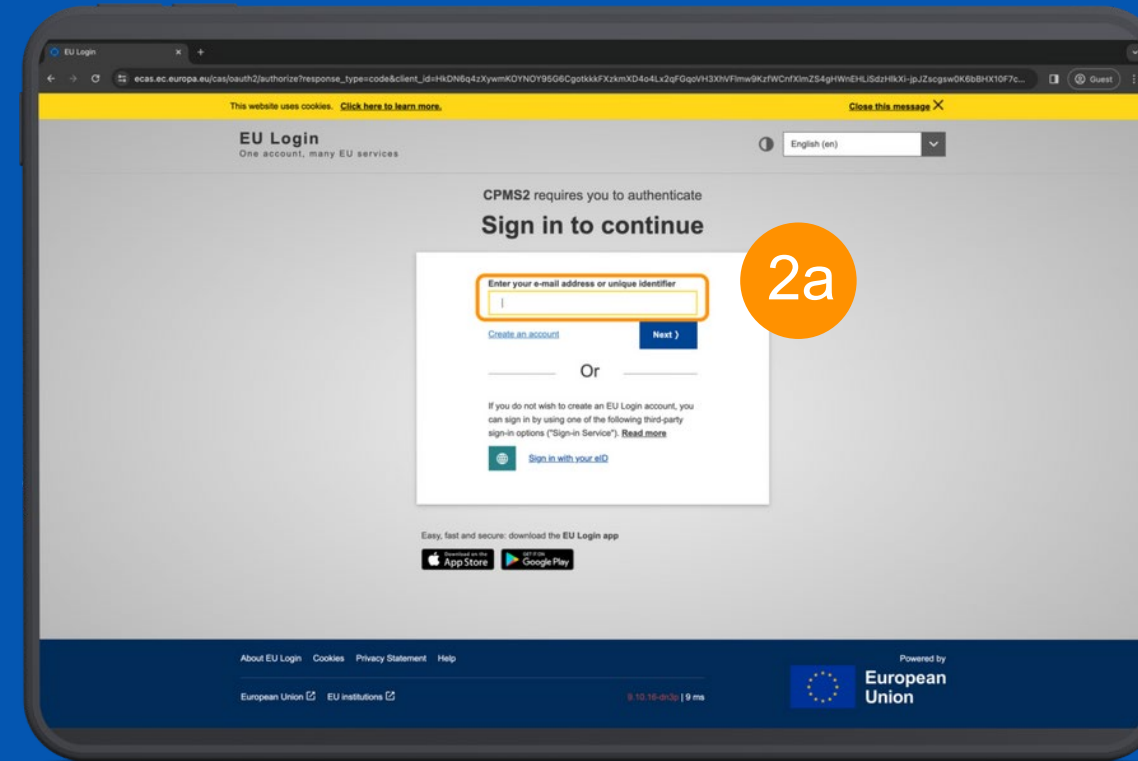 EU Login
ecas.ec.europa.eu/cas/oauth2/authorize?response_type=code&client_id=
Guest
This website uses cookies. Click here to learn more.
Close this message
EU Login
One account, many EU services
English (en)
CPMS2 requires you to authenticate
Sign in to continue
2a
Enter your e-mail address or unique identifier
Create an account
Next
Or
If you do not wish to create an EU Login account, you
can sign in by using one of the following third-party
sign-in options ("Sign-in Service"). Read more
Sign in with your eID
Easy, fast and secure: download the EU Login app
Download on the
App Store
GET IT ON
Google Play
About EU Login Cookies Privacy Statement Help
Powered by
European
Union
European Union EU institutions
| 9 ms